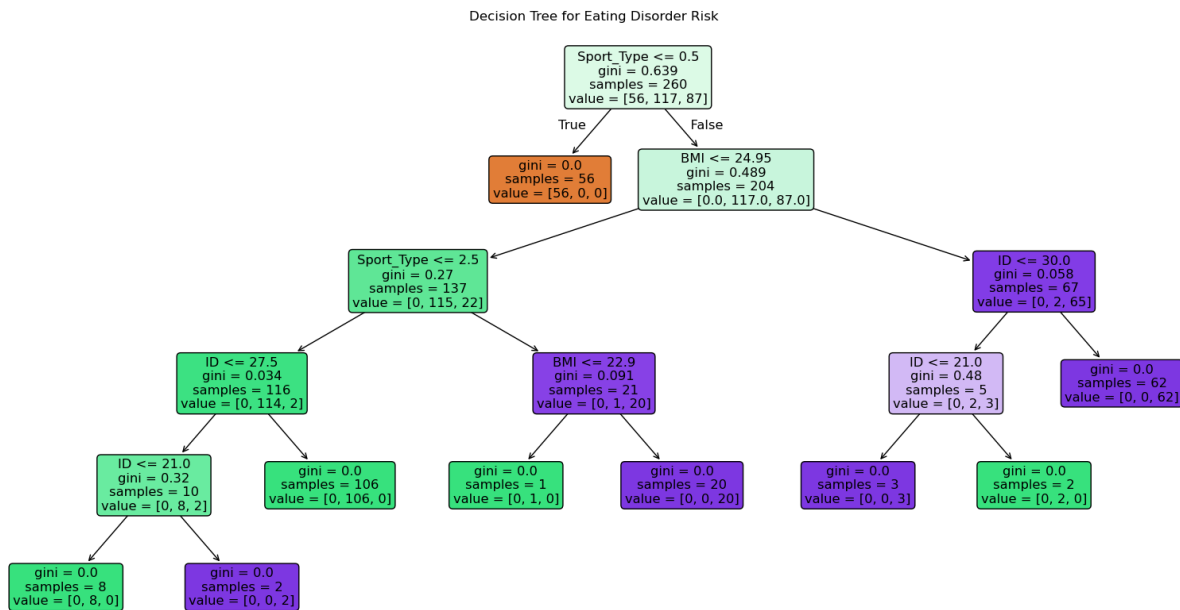 Decision Tree for Eating Disorder Risk
Sport_Type <= 0.5
gini = 0.639
samples = 260
value = [56, 117, 87]
True
False
gini = 0.0
samples = 56
value = [56, 0, 0]
BMI <= 24.95
gini = 0.489
samples = 204
value = [0.0, 117.0, 87.0]
Sport_Type <= 2.5
gini = 0.27
samples = 137
value = [0, 115, 22]
ID <= 30.0
gini = 0.058
samples = 67
value = [0, 2, 65]
ID <= 27.5
gini = 0.034
samples = 116
value = [0, 114, 2]
BMI <= 22.9
gini = 0.091
samples = 21
value = [0, 1, 20]
ID <= 21.0
gini = 0.48
samples = 5
value = [0, 2, 3]
gini = 0.0
samples = 62
value = [0, 0, 62]
ID <= 21.0
gini = 0.32
samples = 10
value = [0, 8, 2]
gini = 0.0
samples = 106
value = [0, 106, 0]
gini = 0.0
samples = 1
value = [0, 1, 0]
gini = 0.0
samples = 20
value = [0, 0, 20]
gini = 0.0
samples = 3
value = [0, 0, 3]
gini = 0.0
samples = 2
value = [0, 2, 0]
gini = 0.0
samples = 8
value = [0, 8, 0]
gini = 0.0
samples = 2
value = [0, 0, 2]